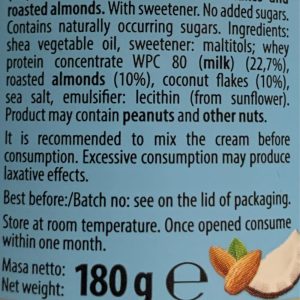 roasted almonds. With sweetener. No added sugars.
Contains naturally occurring sugars. Ingredients:
shea vegetable oil, sweetener: maltitols; whey
protein concentrate WPC 80 (milk) (22,7%),
roasted almonds (10%), coconut flakes (10%),
sea salt, emulsifier: lecithin (from sunflower).
Product may contain peanuts and other nuts.
It is recommended to mix the cream before
consumption. Excessive consumption may produce
laxative effects.
Best before:/Batch no: see on the lid of packaging.
Store at room temperature. Once opened consume
within one month.
Masa netto:
Net weight: 180 g e